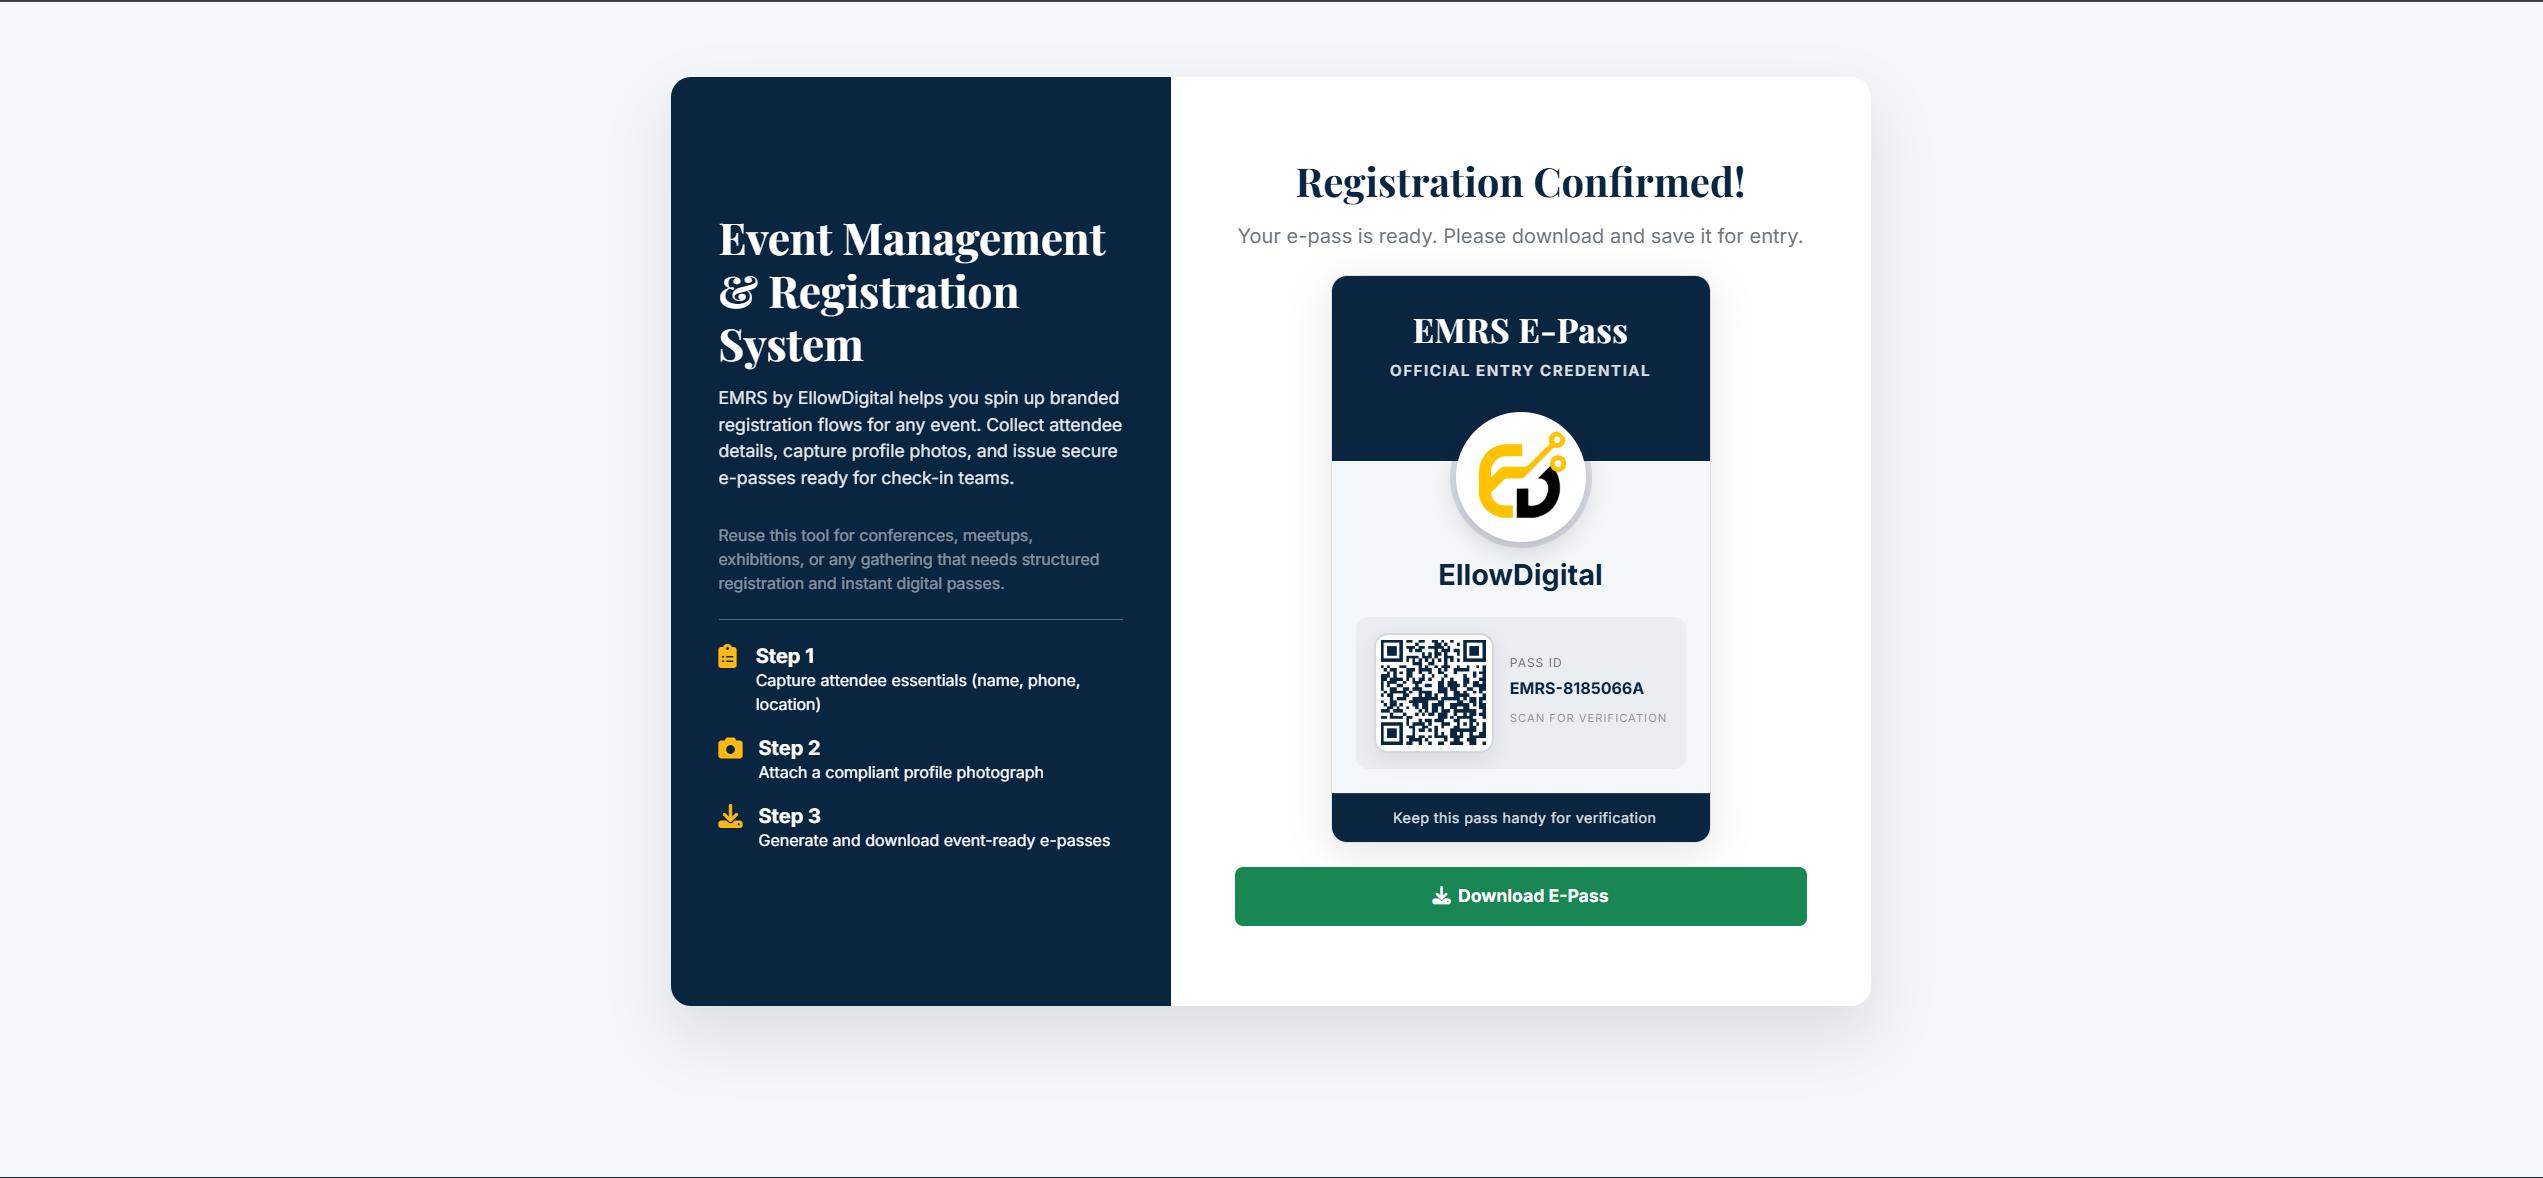 Event Management
& Registration
System
EMRS by EllowDigital helps you spin up branded
registration flows for any event. Collect attendee
details, capture profile photos, and issue secure
e-passes ready for check-in teams.
Reuse this tool for conferences, meetups,
exhibitions, or any gathering that needs structured
registration and instant digital passes.
Step 1
Capture attendee essentials (name, phone,
location)
Step 2
Attach a compliant profile photograph
Step 3
Generate and download event-ready e-passes
Registration Confirmed!
Your e-pass is ready. Please download and save it for entry.
EMRS E-Pass
OFFICIAL ENTRY CREDENTIAL
ED
EllowDigital
PASS ID
EMRS-8185066A
SCAN FOR VERIFICATION
Keep this pass handy for verification
Download E-Pass